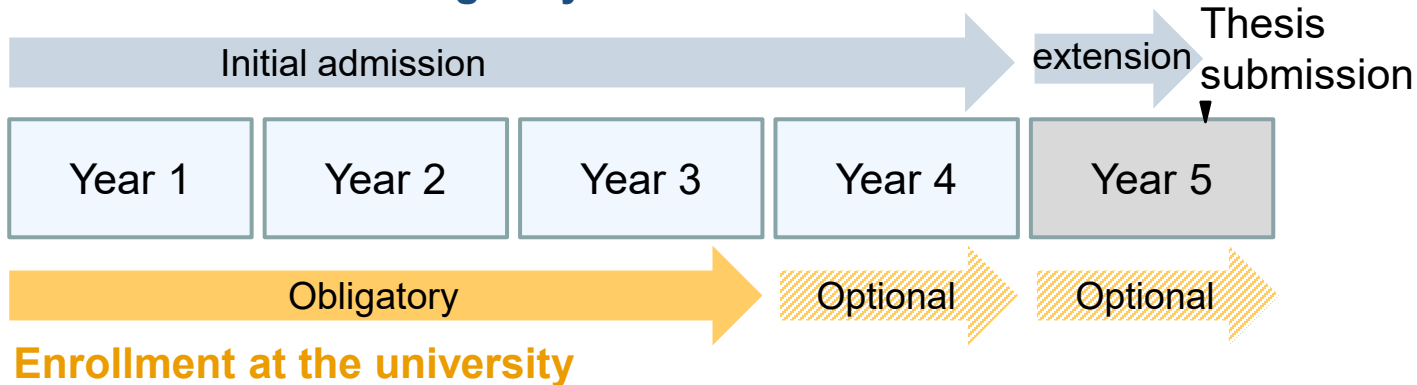 Thesis
submission
Initial admission
extension
Year 1
Year 2
Year 3
Year 4
Year 5
Obligatory
Optional
Optional
Enrollment at the university